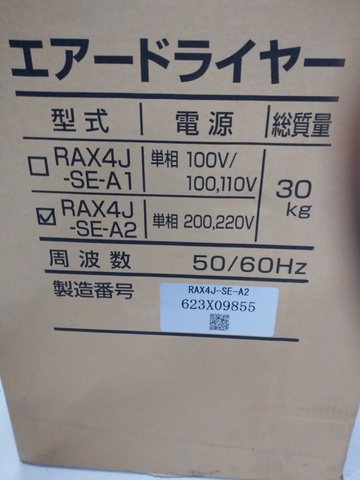 エアードライヤー
型式 電源 総質量
□ RAX4J-SE-A1 単相 100V/100,110V
☑ RAX4J-SE-A2 単相 200,220V
30kg
周波数 50/60Hz
製造番号
RAX4J-SE-A2
623X09855